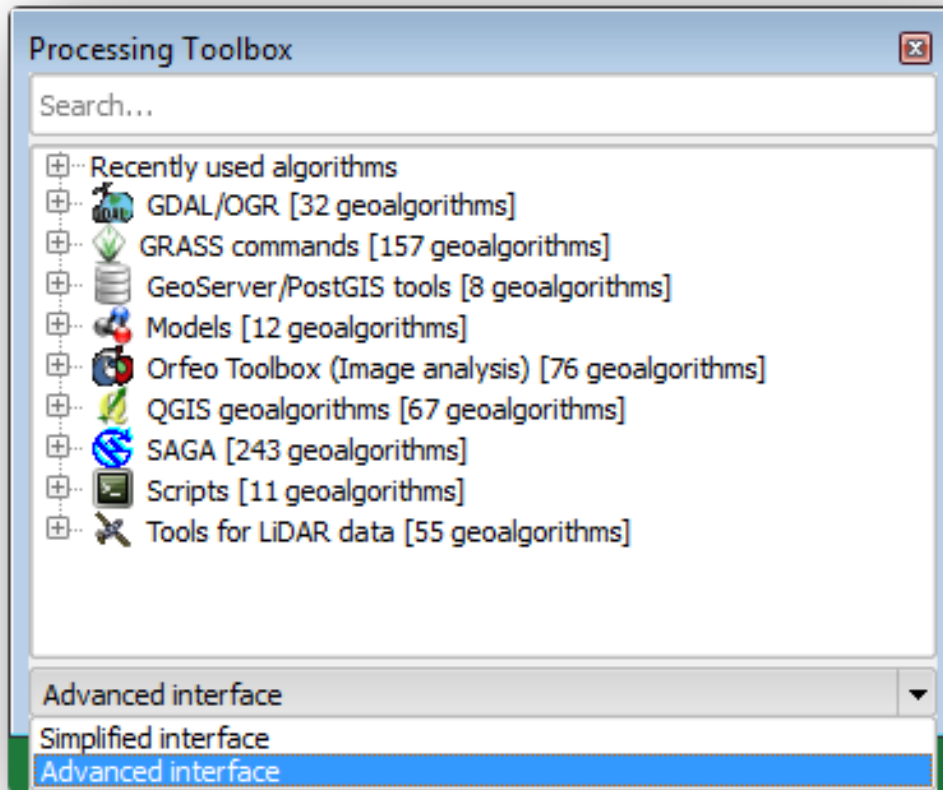 Processing Toolbox
Search...
Recently used algorithms
GDAL/OGR [32 geoalgorithms]
GRASS commands [157 geoalgorithms]
GeoServer/PostGIS tools [8 geoalgorithms]
Models [12 geoalgorithms]
Orfeo Toolbox (Image analysis) [76 geoalgorithms]
QGIS geoalgorithms [67 geoalgorithms]
SAGA [243 geoalgorithms]
Scripts [11 geoalgorithms]
Tools for LiDAR data [55 geoalgorithms]
Advanced interface
Simplified interface
Advanced interface